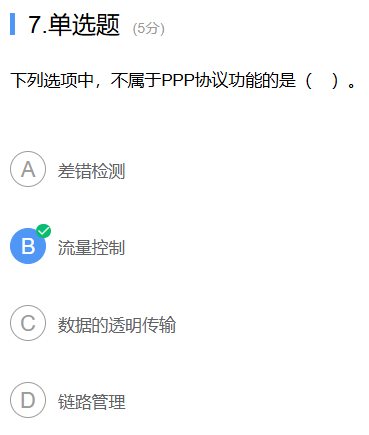 7.单选题 (5分)
下列选项中，不属于PPP协议功能的是（ ）。
A 差错检测
B 流量控制
C 数据的透明传输
D 链路管理